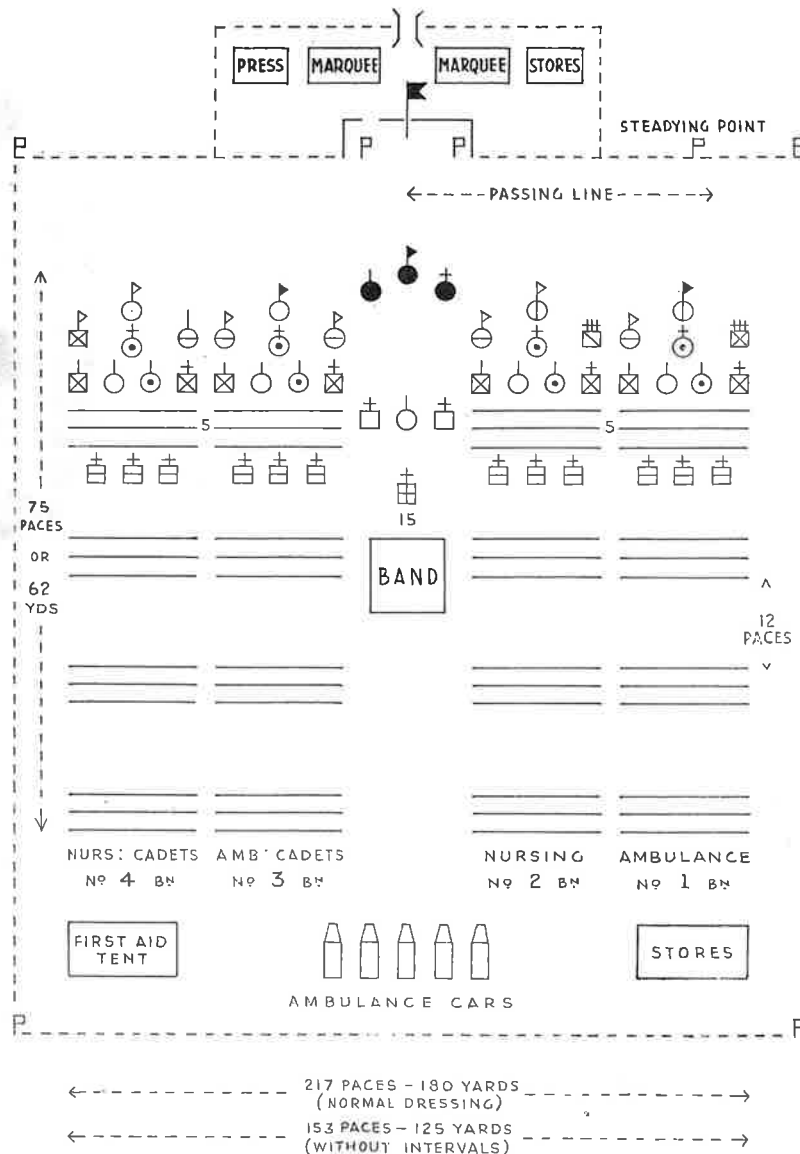 PRESS
MARQUEE
MARQUEE
STORES
STEADYING POINT
PASSING LINE
5
5
75
PACES
OR
62
YDS
15
BAND
12
PACES
NURS: CADETS
Nº 4 BN
AMB' CADETS
Nº 3 BN
NURSING
Nº 2 BN
AMBULANCE
Nº 1 BN
FIRST AID
TENT
STORES
AMBULANCE CARS
217 PACES - 180 YARDS
(NORMAL DRESSING)
153 PACES - 125 YARDS
(WITHOUT INTERVALS)